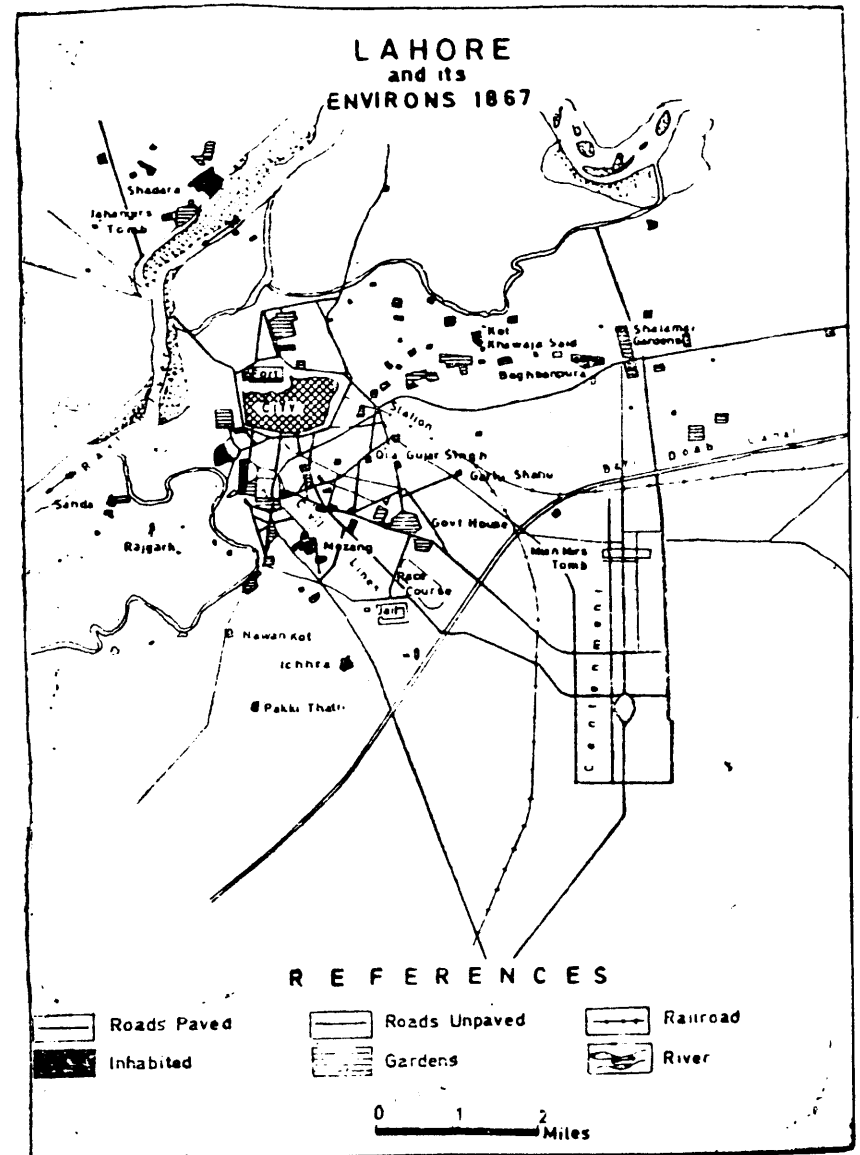 LAHORE
and its
ENVIRONS 1867
Shadara
Jahangirs
Tomb
Kot
Khawaja Said
Shalamar
Gardens
Baghbanpura
Fort
CITY
Station
Qila Gujar Singh
Garhi Shahu
Bari Doab Canal
Ravi
Sanda
Rajgarh
Govt House
Mozang
Civil Lines
Race
Course
Mian Mirs
Tomb
Jail
Nawan Kot
Ichhra
Pakki Thatti
Cantonment
REFERENCES
Roads Paved
Roads Unpaved
Railroad
Inhabited
Gardens
River
0 1 2
Miles